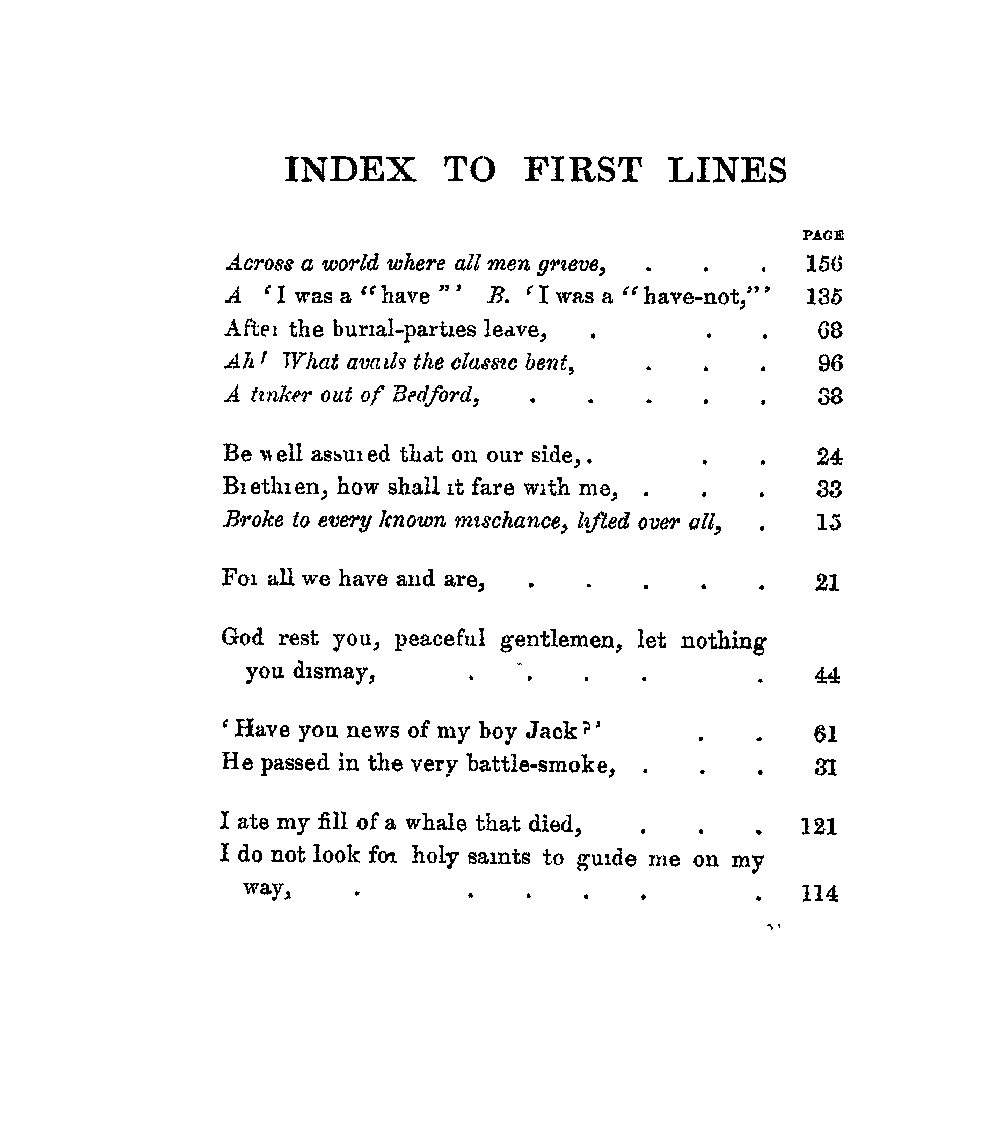 INDEX TO FIRST LINES
PAGE
Across a world where all men grieve, . . . 156
A 'I was a "have"' B. 'I was a "have-not,"' 135
After the burial-parties leave, . . . 68
Ah! What avails the classic bent, . . . 96
A tinker out of Bedford, . . . . . 38
Be well assured that on our side, . . . 24
Brethren, how shall it fare with me, . . . 33
Broke to every known mischance, lifted over all, . 15
For all we have and are, . . . . . 21
God rest you, peaceful gentlemen, let nothing
you dismay, . . . . . 44
'Have you news of my boy Jack?' . . 61
He passed in the very battle-smoke, . . . 31
I ate my fill of a whale that died, . . . 121
I do not look for holy saints to guide me on my
way, . . . . . . 114